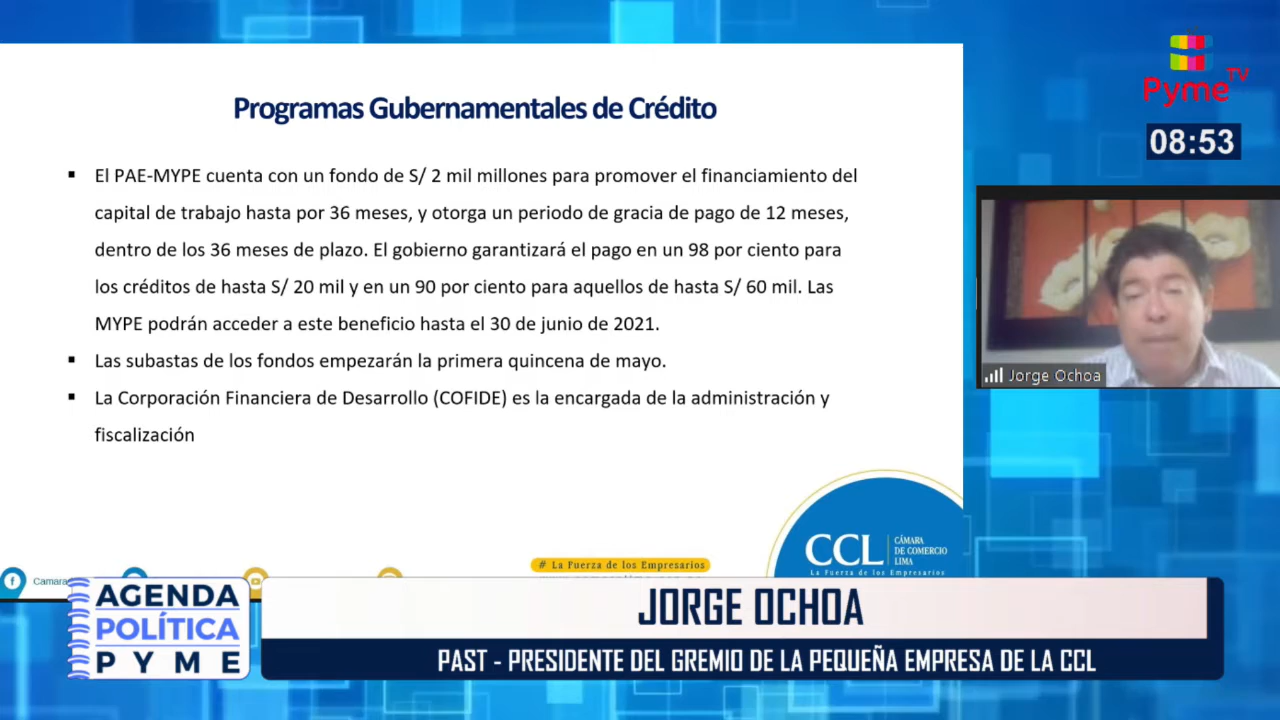 Programas Gubernamentales de Crédito
▪ El PAE-MYPE cuenta con un fondo de S/ 2 mil millones para promover el financiamiento del
capital de trabajo hasta por 36 meses, y otorga un periodo de gracia de pago de 12 meses,
dentro de los 36 meses de plazo. El gobierno garantizará el pago en un 98 por ciento para
los créditos de hasta S/ 20 mil y en un 90 por ciento para aquellos de hasta S/ 60 mil. Las
MYPE podrán acceder a este beneficio hasta el 30 de junio de 2021.
▪ Las subastas de los fondos empezarán la primera quincena de mayo.
▪ La Corporación Financiera de Desarrollo (COFIDE) es la encargada de la administración y
fiscalización
Pyme TV
08:53
Jorge Ochoa
CCL
CÁMARA
DE COMERCIO
LIMA
La Fuerza de los Empresarios
# La Fuerza de los Empresarios
Camara
AGENDA
POLÍTICA
PYME
JORGE OCHOA
PAST - PRESIDENTE DEL GREMIO DE LA PEQUEÑA EMPRESA DE LA CCL